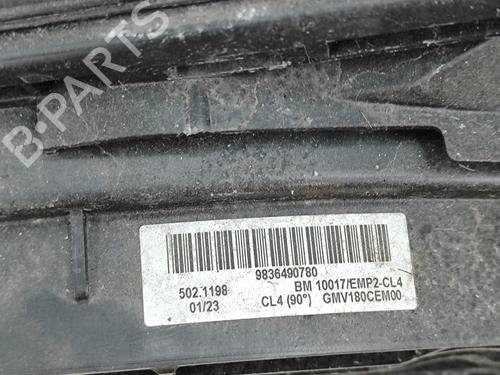 B-PARTS
9836490780
502.1198 BM 10017/EMP2-CL4
01/23 CL4 (90°) GMV180CEM00